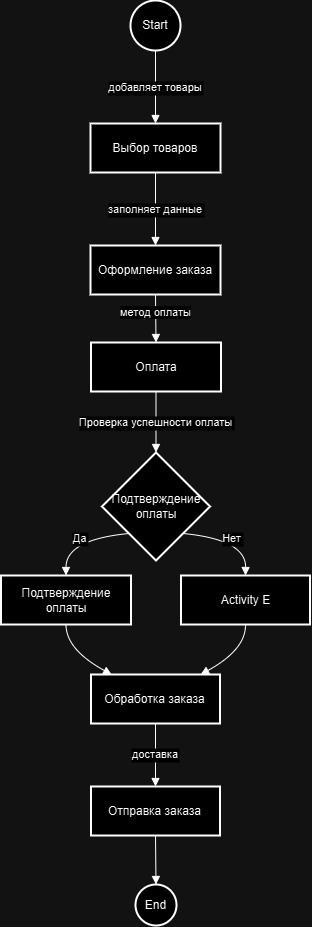 Start
добавляет товары
Выбор товаров
заполняет данные
Оформление заказа
метод оплаты
Оплата
Проверка успешности оплаты
Подтверждение
оплаты
Да
Нет
Подтверждение
оплаты
Activity E
Обработка заказа
доставка
Отправка заказа
End